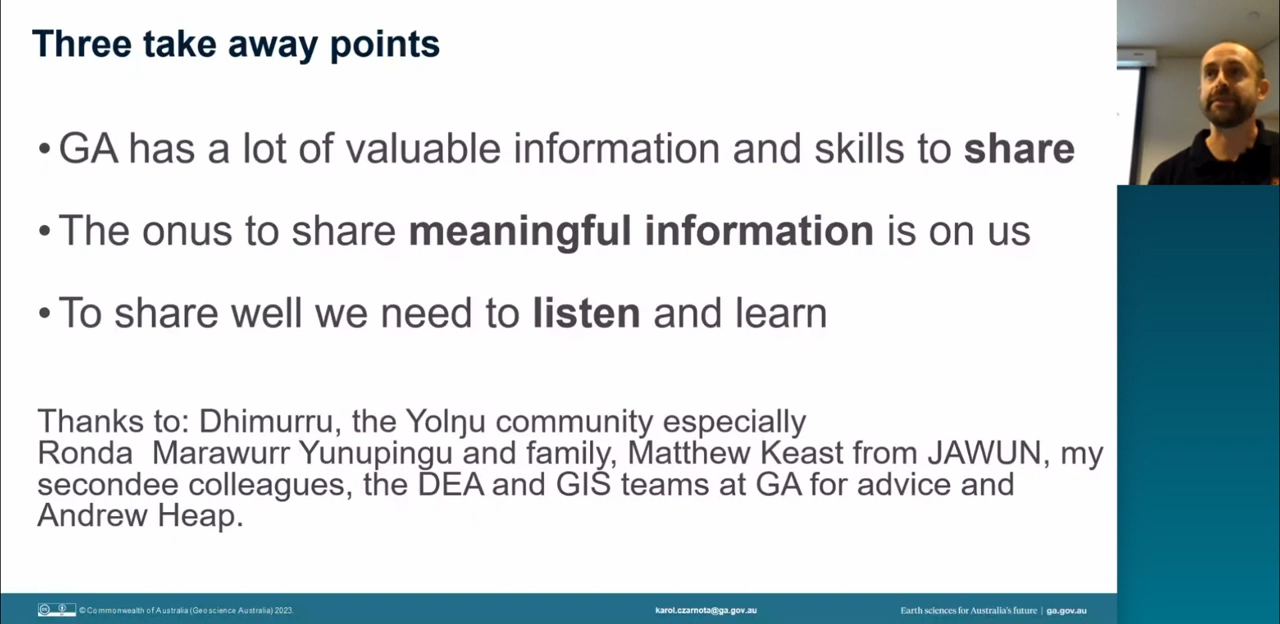 Three take away points
• GA has a lot of valuable information and skills to share
• The onus to share meaningful information is on us
• To share well we need to listen and learn
Thanks to: Dhimurru, the Yolŋu community especially
Ronda  Marawurr Yunupingu and family, Matthew Keast from JAWUN, my
secondee colleagues, the DEA and GIS teams at GA for advice and
Andrew Heap.
© Commonwealth of Australia (Geoscience Australia) 2023.
karol.czarnota@ga.gov.au
Earth sciences for Australia's future | ga.gov.au